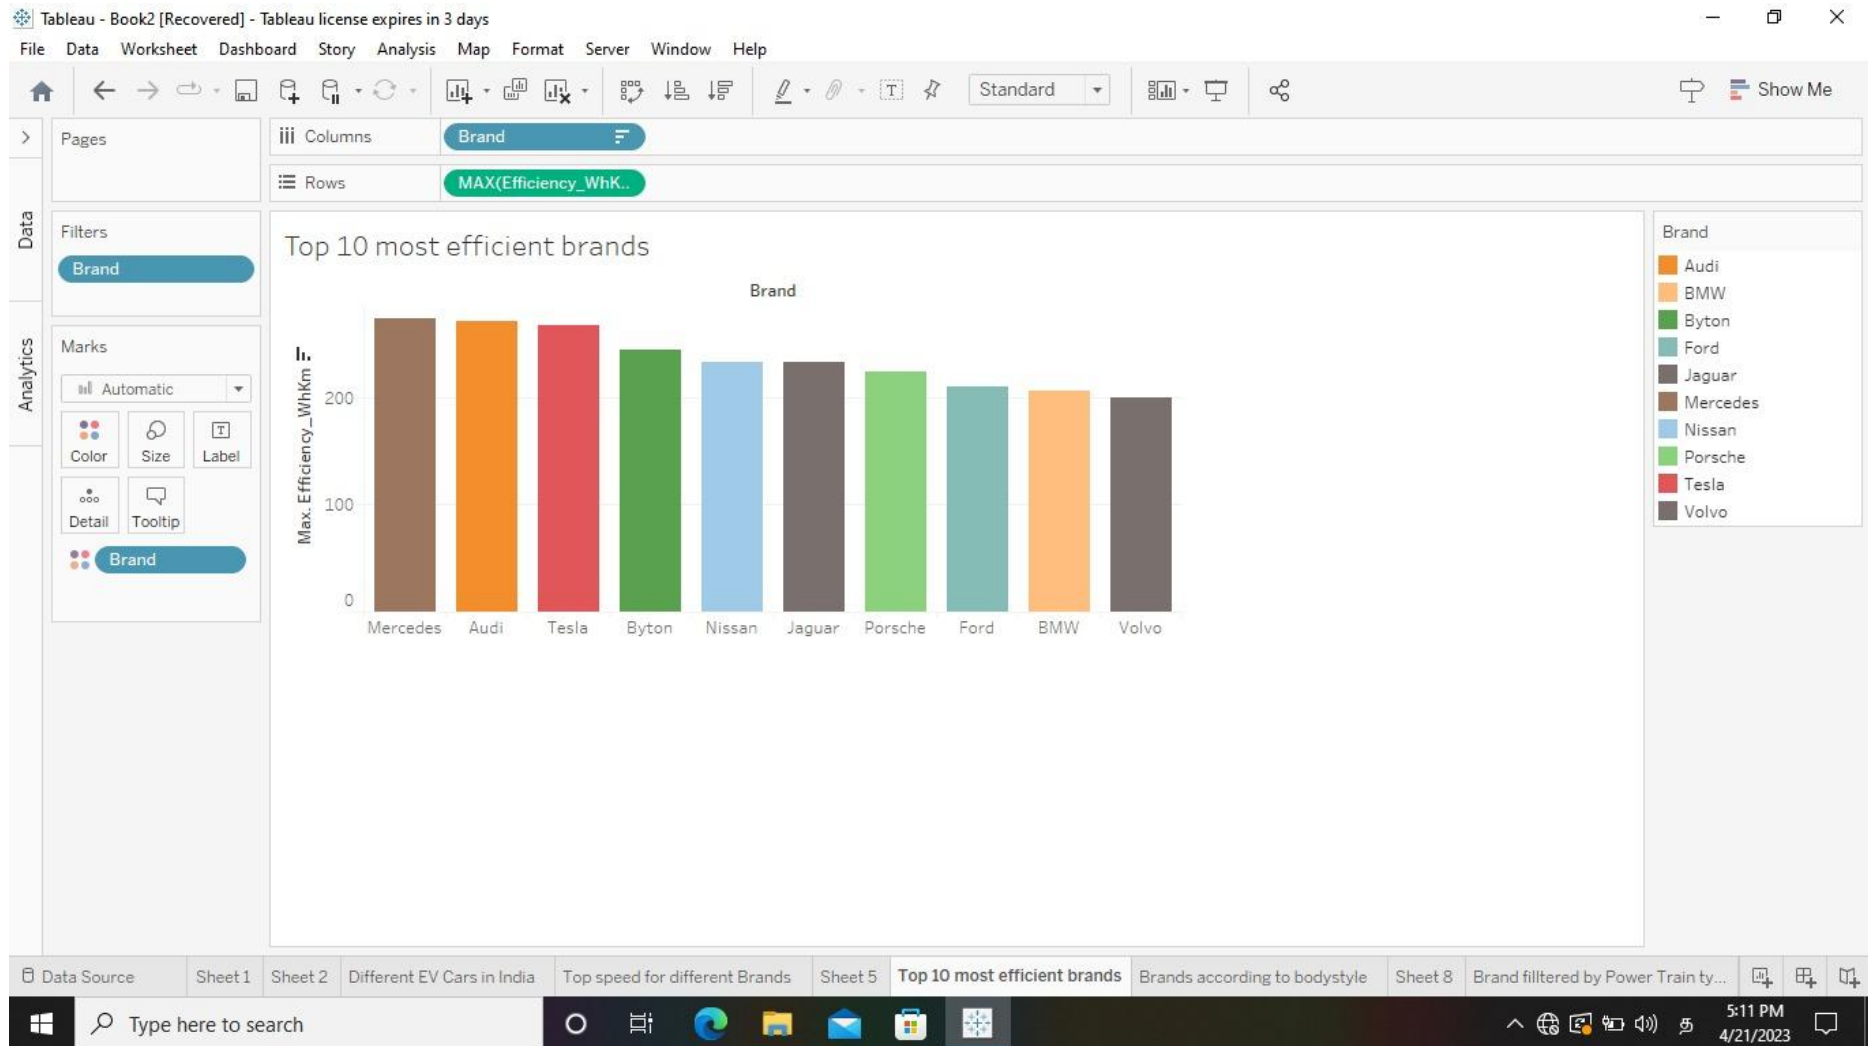 Tableau - Book2 [Recovered] - Tableau license expires in 3 days
File Data Worksheet Dashboard Story Analysis Map Format Server Window Help
Standard
Show Me
Pages
Columns
Brand
Rows
MAX(Efficiency_WhK..
Data
Analytics
Filters
Brand
Marks
Automatic
Color Size Label
Detail Tooltip
Brand
Top 10 most efficient brands
Brand
Max. Efficiency_WhKm
200
100
0
Mercedes Audi Tesla Byton Nissan Jaguar Porsche Ford BMW Volvo
Brand
Audi
BMW
Byton
Ford
Jaguar
Mercedes
Nissan
Porsche
Tesla
Volvo
Data Source Sheet 1 Sheet 2 Different EV Cars in India Top speed for different Brands Sheet 5 Top 10 most efficient brands Brands according to bodystyle Sheet 8 Brand filltered by Power Train ty...
Type here to search
த
5:11 PM
4/21/2023